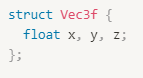 struct Vec3f {
  float x, y, z;
};